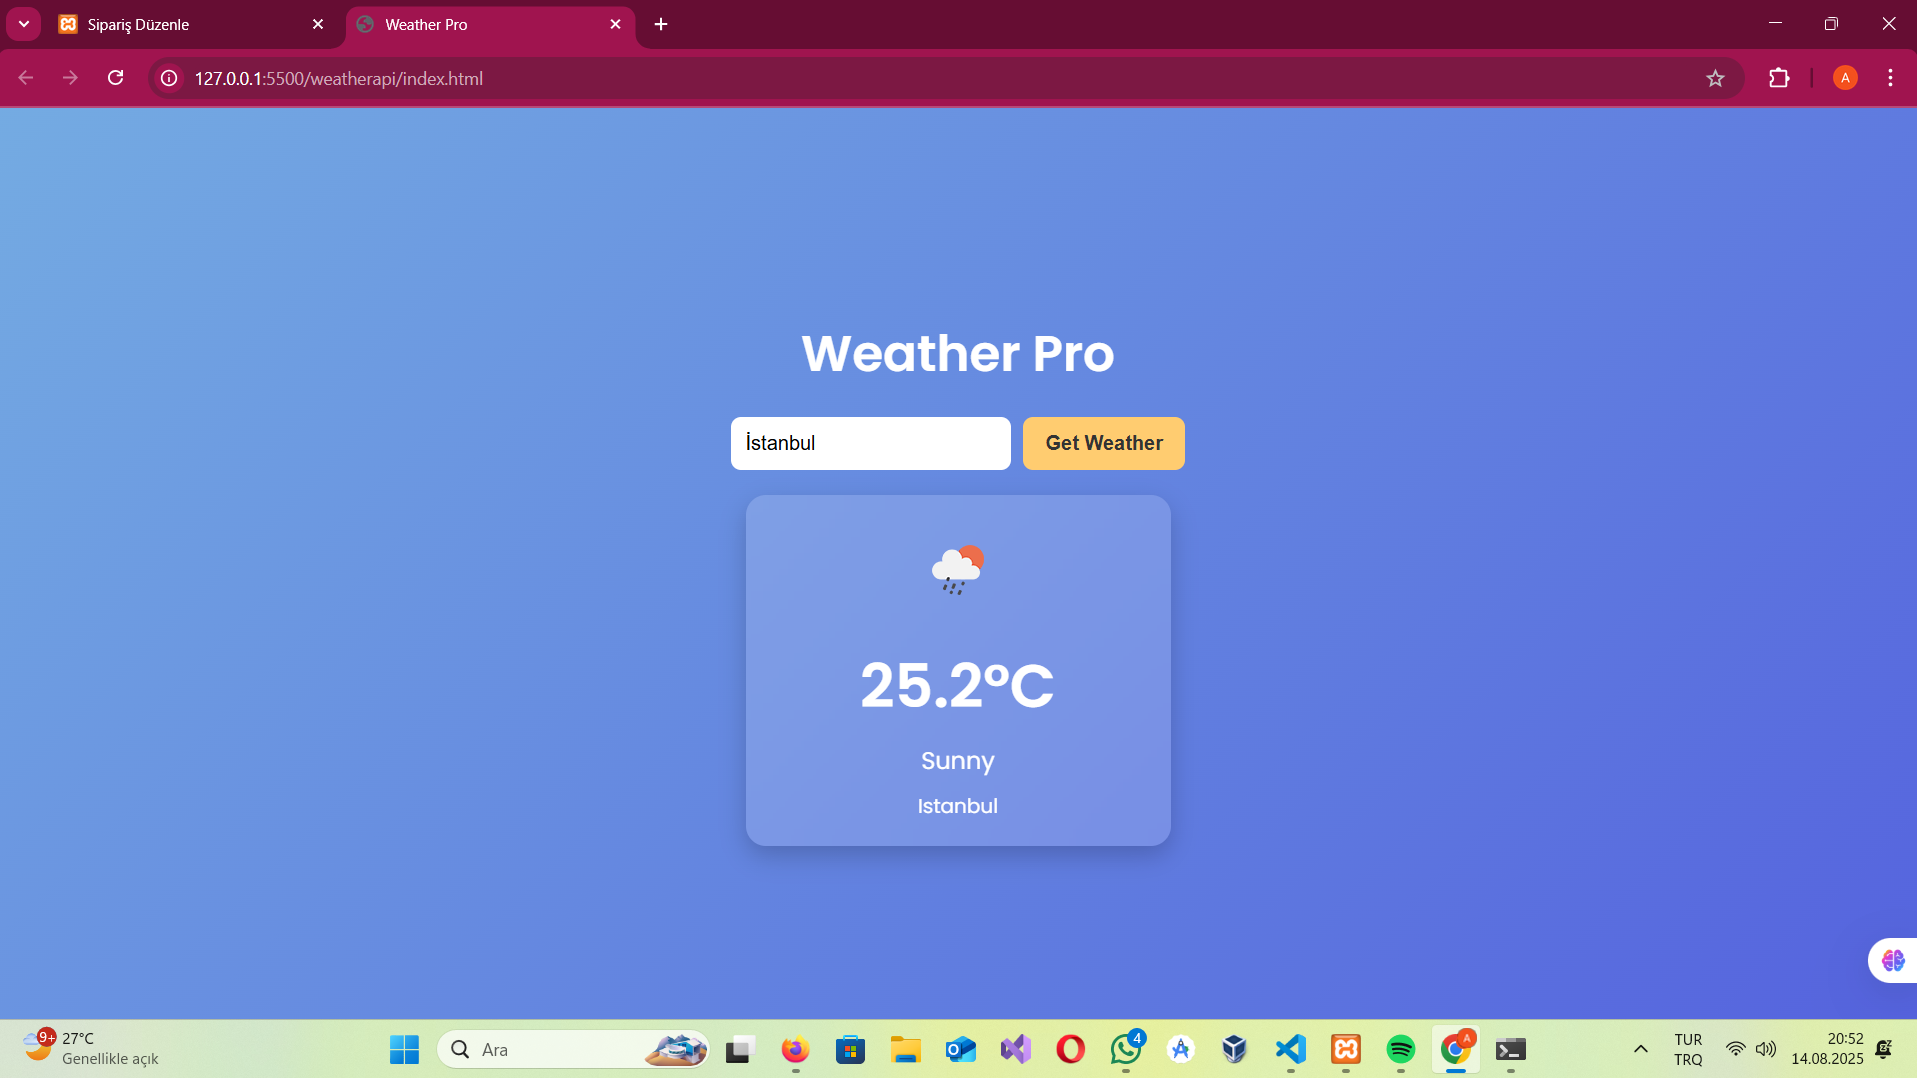 Sipariş Düzenle
Weather Pro
127.0.0.1:5500/weatherapi/index.html
A
Weather Pro
İstanbul
Get Weather
25.2°C
Sunny
Istanbul
9+
27°C
Genellikle açık
Ara
4
A
TUR
TRQ
20:52
14.08.2025